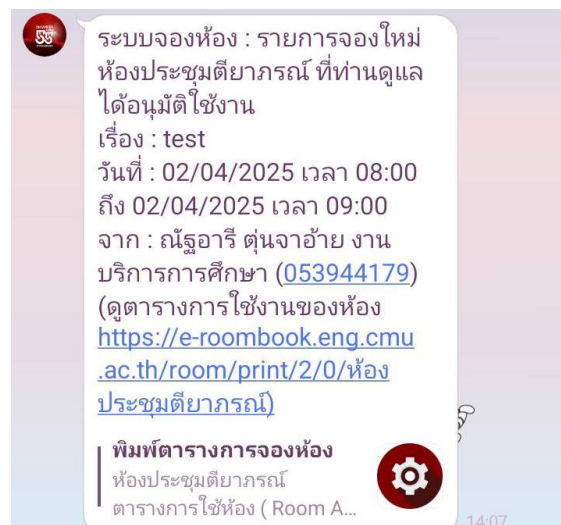 ระบบจองห้อง : รายการจองใหม่
ห้องประชุมตียาภรณ์ ที่ท่านดูแล
ได้อนุมัติใช้งาน
เรื่อง : test
วันที่ : 02/04/2025 เวลา 08:00
ถึง 02/04/2025 เวลา 09:00
จาก : ณัฐอารี ตุ่นจาอ้าย งาน
บริการการศึกษา (053944179)
(ดูตารางการใช้งานของห้อง
https://e-roombook.eng.cmu
.ac.th/room/print/2/0/ห้อง
ประชุมตียาภรณ์)
พิมพ์ตารางการจองห้อง
ห้องประชุมตียาภรณ์
ตารางการใช้ห้อง ( Room A...
14:07